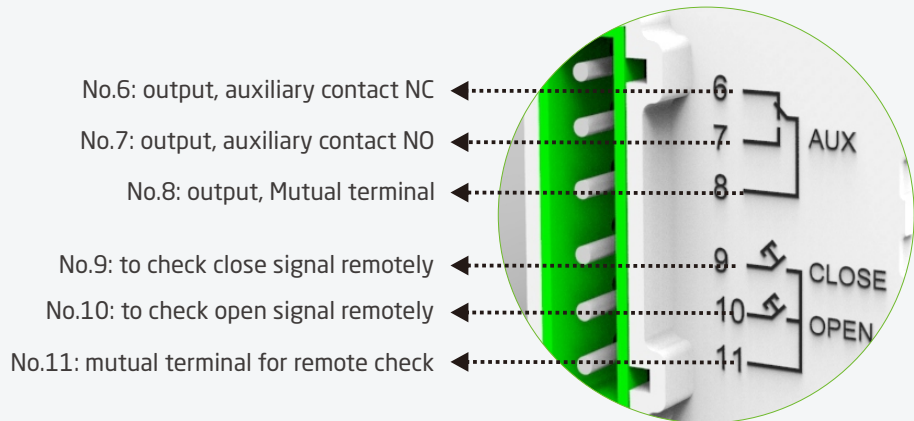 No.6: output, auxiliary contact NC
No.7: output, auxiliary contact NO
No.8: output, Mutual terminal
No.9: to check close signal remotely
No.10: to check open signal remotely
No.11: mutual terminal for remote check
6
7
AUX
8
9
CLOSE
10
OPEN
11